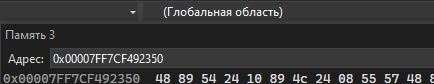 (Глобальная область)
Память 3
Адрес: 0x00007FF7CF492350
0x00007FF7CF492350 48 89 54 24 10 89 4c 24 08 55 57 48 8